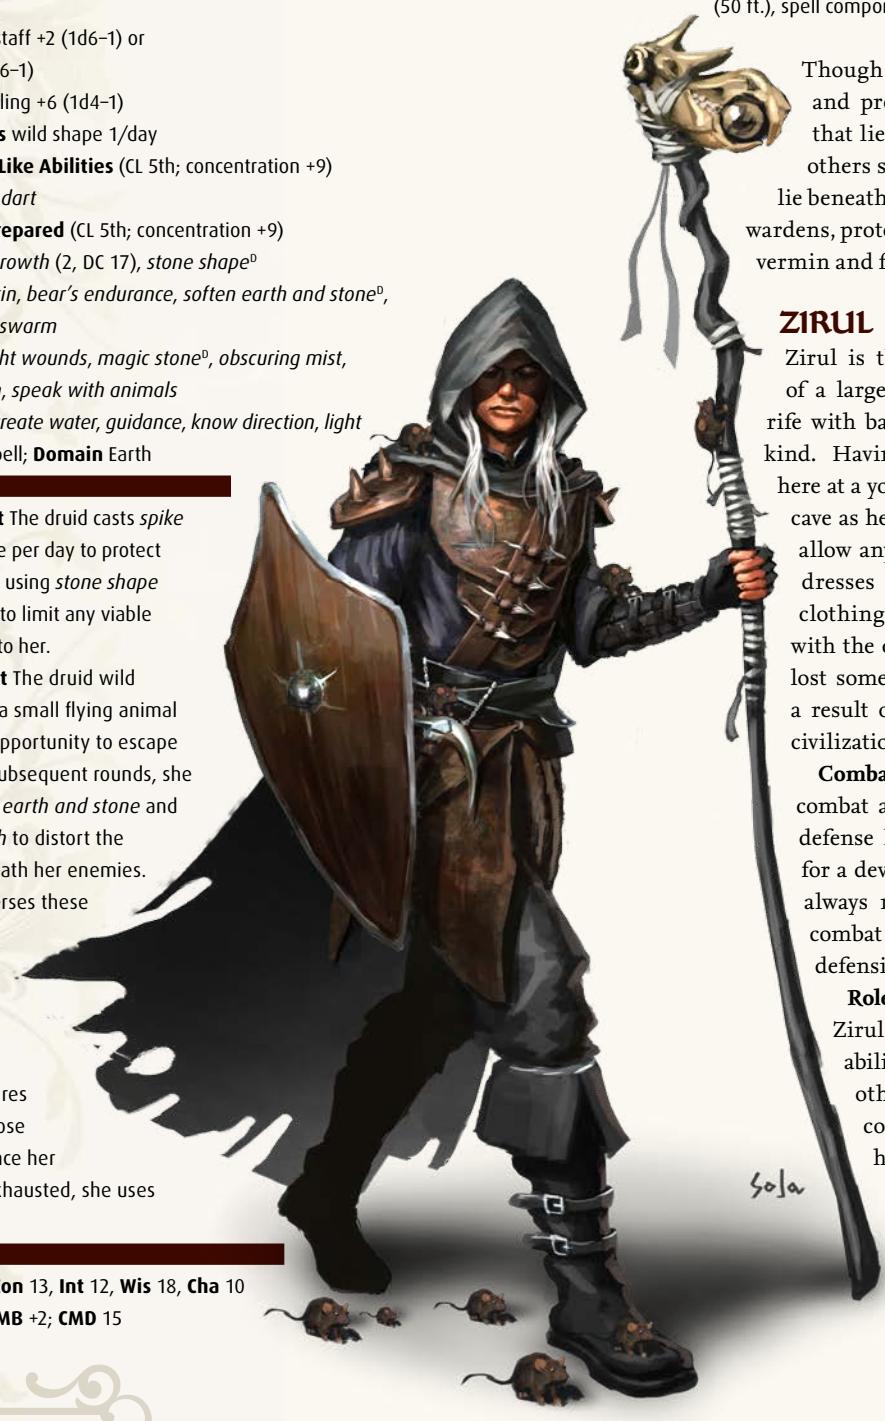 staff +2 (1d6–1) or
6–1)
ling +6 (1d4–1)
s wild shape 1/day
Like Abilities (CL 5th; concentration +9)
dart
repared (CL 5th; concentration +9)
rowth (2, DC 17), stone shapeᴰ
in, bear's endurance, soften earth and stoneᴰ,
swarm
ht wounds, magic stoneᴰ, obscuring mist,
, speak with animals
reate water, guidance, know direction, light
pell; Domain Earth
t The druid casts spike
e per day to protect
using stone shape
to limit any viable
to her.
t The druid wild
a small flying animal
pportunity to escape
ubsequent rounds, she
earth and stone and
h to distort the
ath her enemies.
rses these
res
ose
ce her
xhausted, she uses
on 13, Int 12, Wis 18, Cha 10
MB +2; CMD 15
(50 ft.), spell compor
Though
and pro
that lie
others s
lie beneath
wardens, prote
vermin and f
ZIRUL
Zirul is t
of a large
rife with ba
kind. Havin
here at a yo
cave as he
allow any
dresses
clothing
with the
lost some
a result o
civilizatio
Comba
combat a
defense
for a dev
always r
combat
defensi
Role
Zirul
abili
oth
co
h
Sola